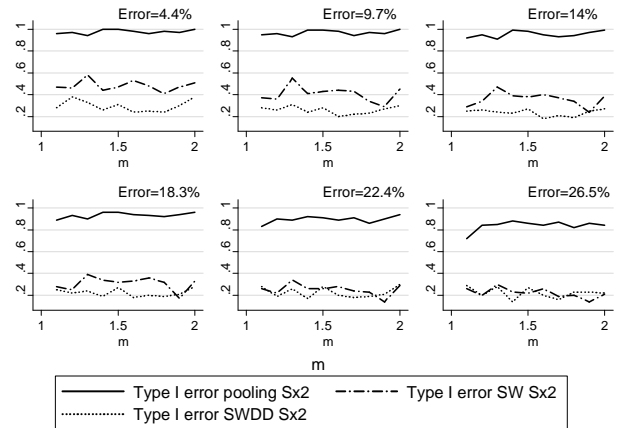 Error=4.4% Error=9.7% Error=14%
.2 .4 .6 .8 1 .2 .4 .6 .8 1 .2 .4 .6 .8 1
1 1.5 2 1 1.5 2 1 1.5 2
m m m
Error=18.3% Error=22.4% Error=26.5%
.2 .4 .6 .8 1 .2 .4 .6 .8 1 .2 .4 .6 .8 1
1 1.5 2 1 1.5 2 1 1.5 2
m m m
m
Type I error pooling Sx2 Type I error SW Sx2
Type I error SWDD Sx2